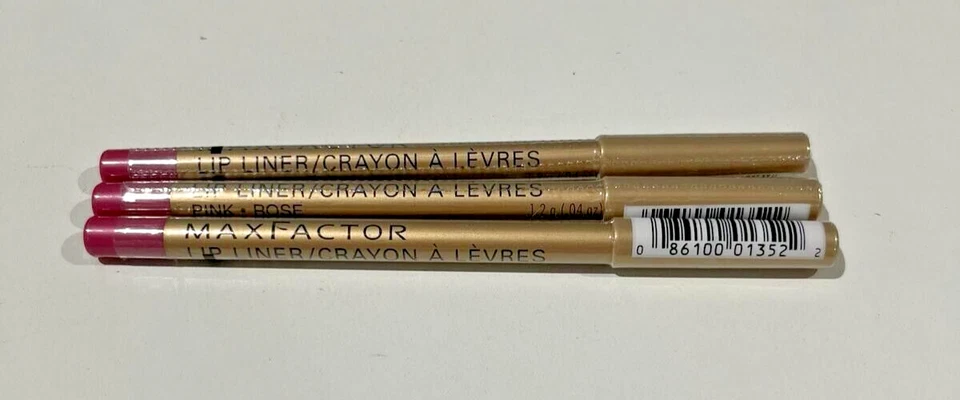 LIP LINER/CRAYON À LÈVRES
LIP LINER/CRAYON À LÈVRES
PINK • ROSE 1.2 g (.04 oz)
MAXFACTOR
LIP LINER/CRAYON À LÈVRES
0 86100 01352 2